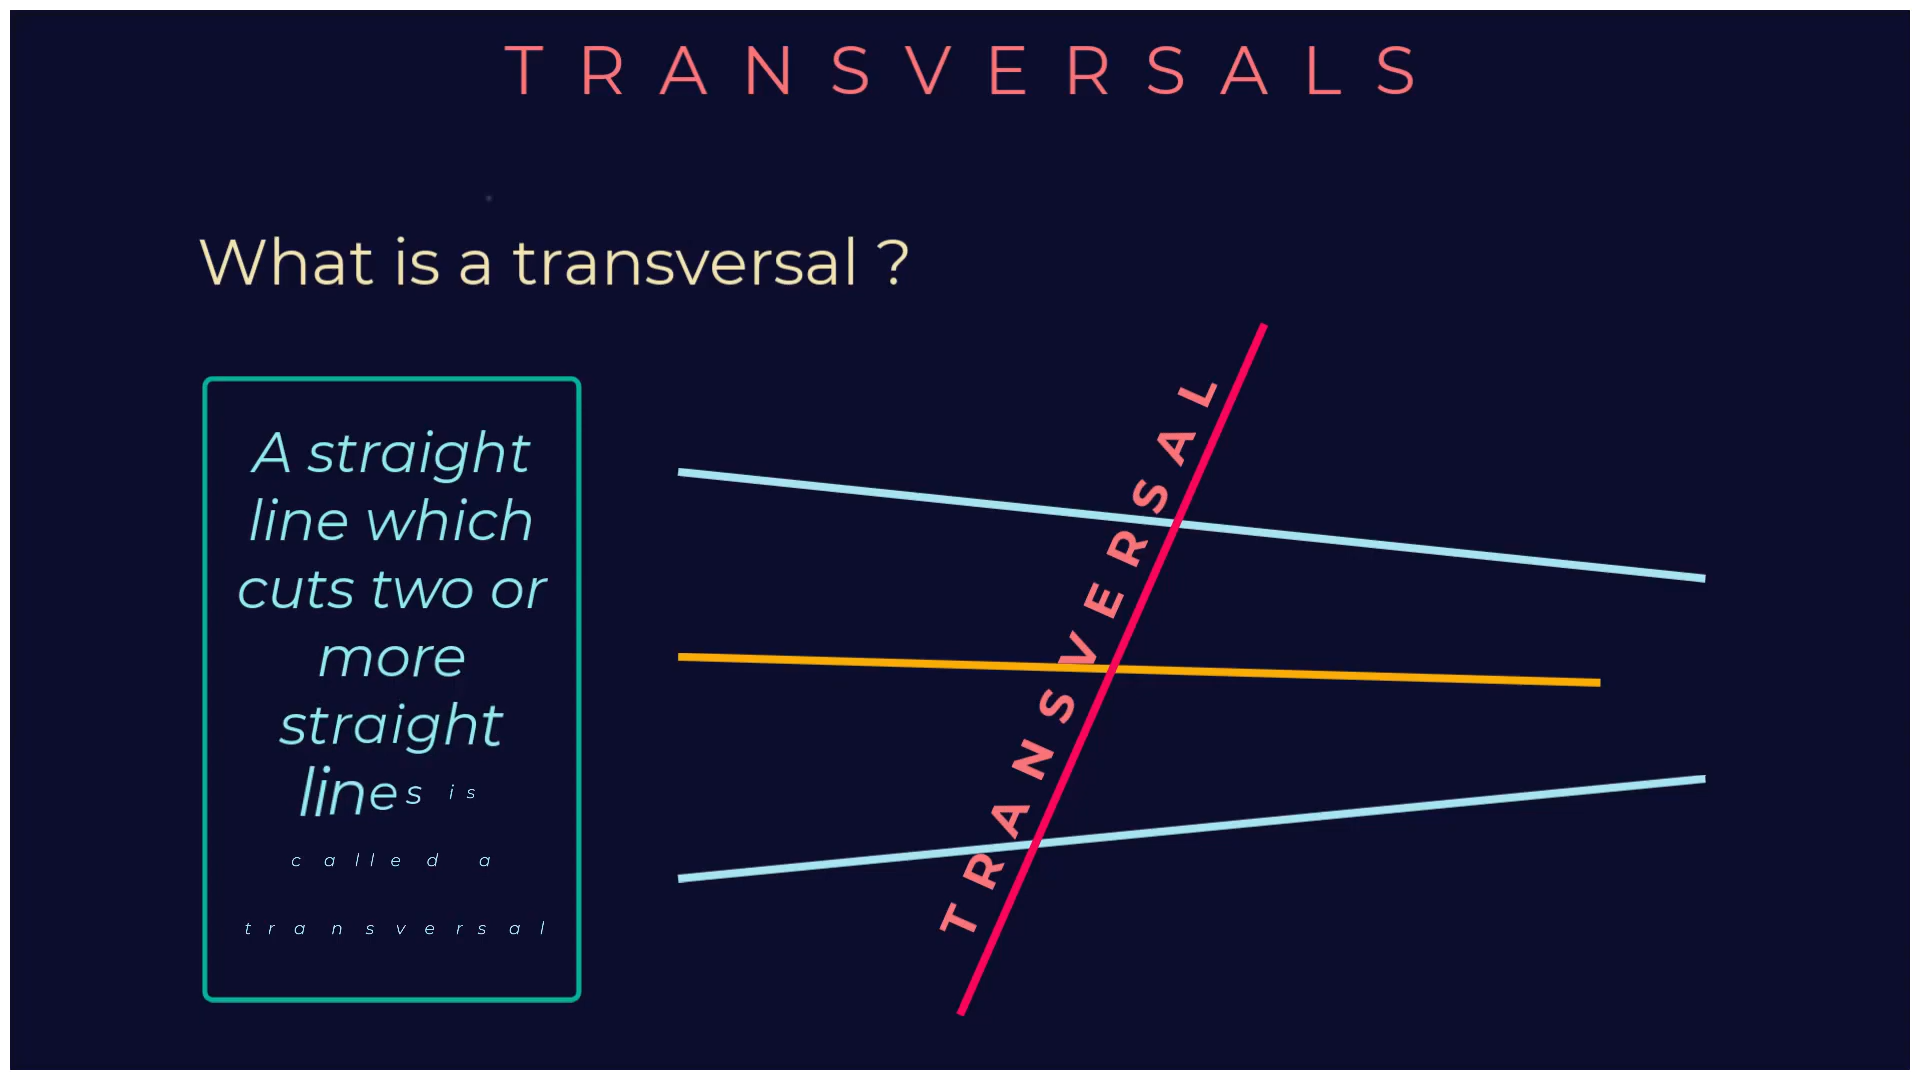 TRANSVERSALS
What is a transversal ?
A straight
line which
cuts two or
more
straight
lines is
called a
transversal
TRANSVERSAL